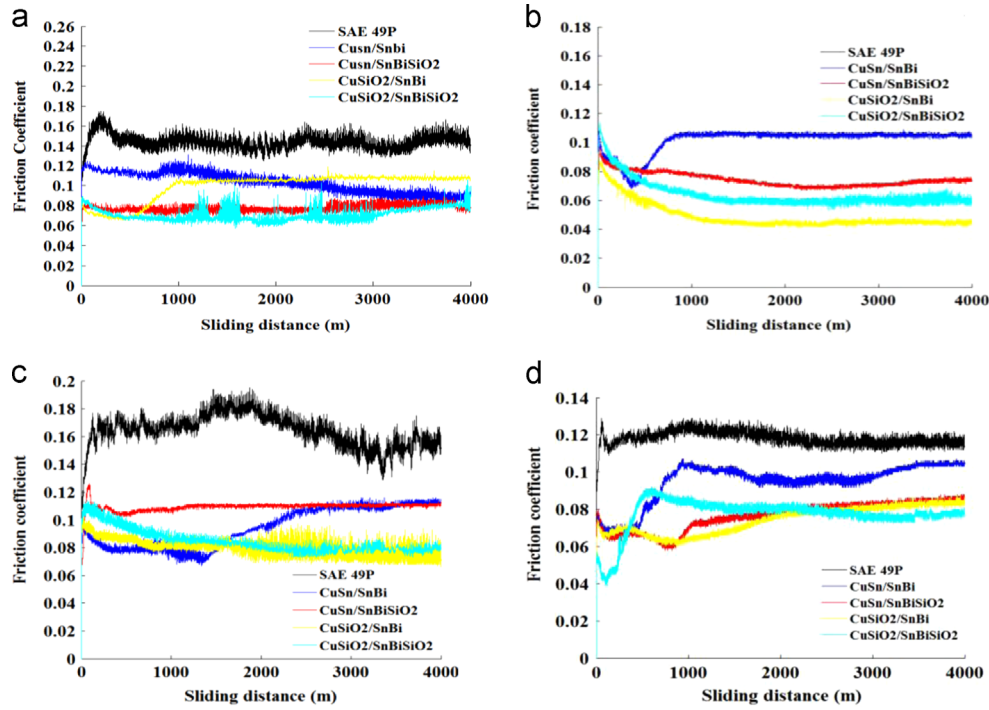 a
0.26
0.24
0.22
0.2
0.18
0.16
0.14
0.12
0.1
0.08
0.06
0.04
0.02
0
Friction Coefficient
SAE 49P
Cusn/Snbi
Cusn/SnBiSiO2
CuSiO2/SnBi
CuSiO2/SnBiSiO2
0 1000 2000 3000 4000
Sliding distance (m)
b
0.18
0.16
0.14
0.12
0.1
0.08
0.06
0.04
0.02
0
Friction coefficient
SAE 49P
CuSn/SnBi
CuSn/SnBiSiO2
CuSiO2/SnBi
CuSiO2/SnBiSiO2
0 1000 2000 3000 4000
Sliding distance (m)
c
0.2
0.18
0.16
0.14
0.12
0.1
0.08
0.06
0.04
0.02
0
Friction coefficient
SAE 49P
CuSn/SnBi
CuSn/SnBiSiO2
CuSiO2/SnBi
CuSiO2/SnBiSiO2
0 1000 2000 3000 4000
Sliding distance (m)
d
0.14
0.12
0.1
0.08
0.06
0.04
0.02
0
Friction coefficient
SAE 49P
CuSn/SnBi
CuSn/SnBiSiO2
CuSiO2/SnBi
CuSiO2/SnBiSiO2
0 1000 2000 3000 4000
Sliding distance (m)